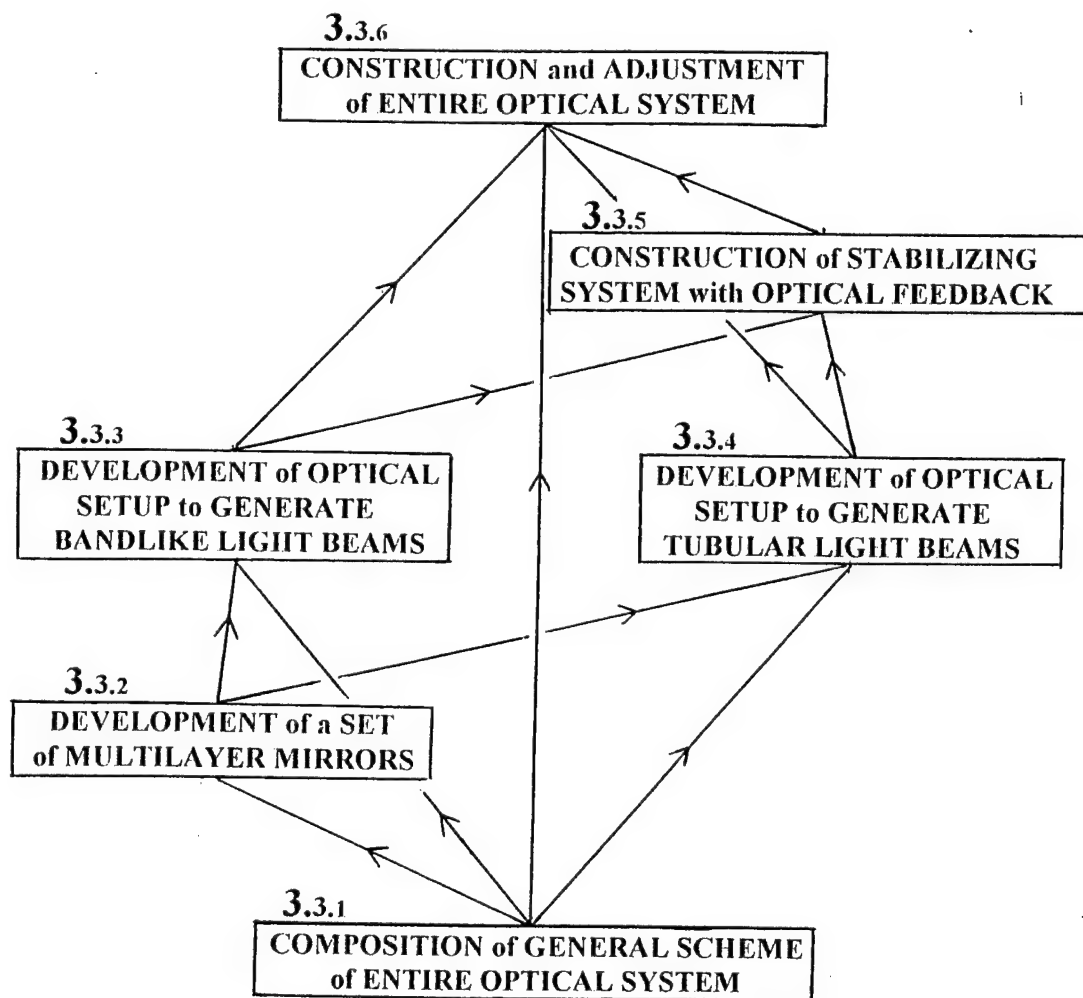 3.3.6
CONSTRUCTION and ADJUSTMENT
of ENTIRE OPTICAL SYSTEM
3.3.5
CONSTRUCTION of STABILIZING
SYSTEM with OPTICAL FEEDBACK
3.3.3
DEVELOPMENT of OPTICAL
SETUP to GENERATE
BANDLIKE LIGHT BEAMS
3.3.4
DEVELOPMENT of OPTICAL
SETUP to GENERATE
TUBULAR LIGHT BEAMS
3.3.2
DEVELOPMENT of a SET
of MULTILAYER MIRRORS
3.3.1
COMPOSITION of GENERAL SCHEME
of ENTIRE OPTICAL SYSTEM